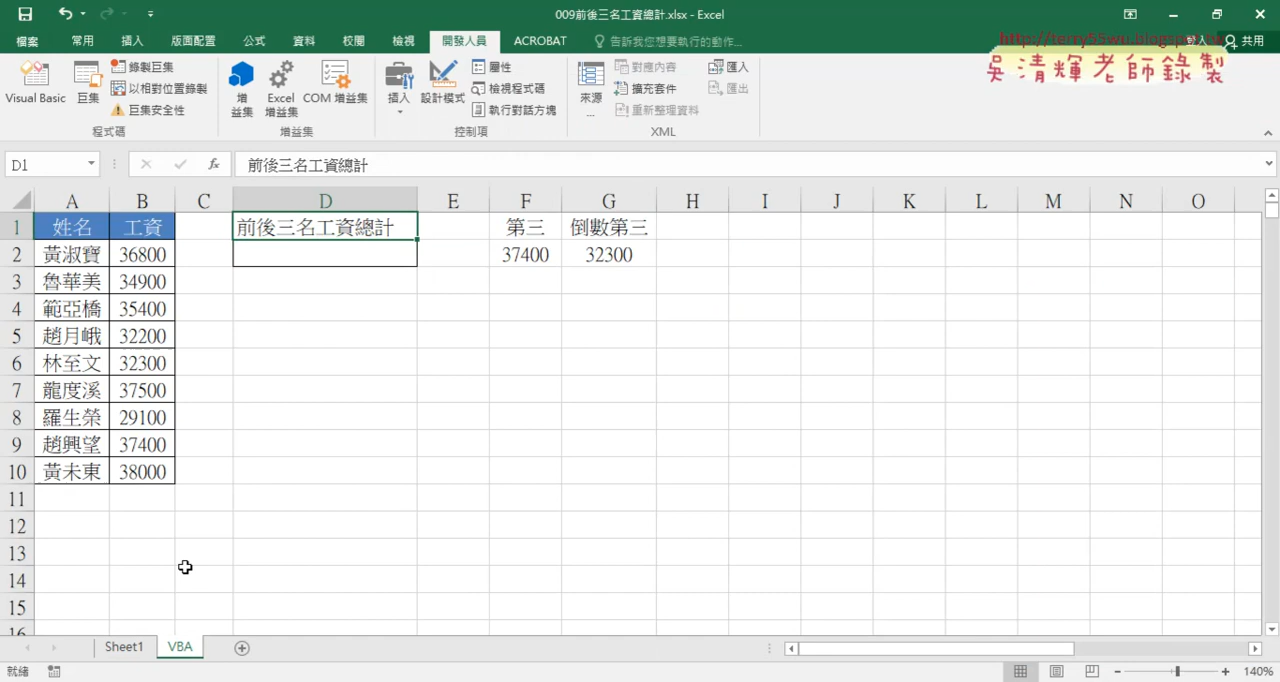 009前後三名工資總計.xlsx - Excel
檔案 常用 插入 版面配置 公式 資料 校閱 檢視 開發人員 ACROBAT 告訴我您想要執行的動作... 共用
吳清輝老師錄製
Visual Basic 巨集 錄製巨集 以相對位置錄製 巨集安全性 程式碼
增益集 Excel 增益集 COM 增益集 增益集
插入 設計模式 屬性 檢視程式碼 執行對話方塊 控制項
來源... 對應內容 擴充套件 重新整理資料 匯入 匯出 XML
D1 fx 前後三名工資總計
A B C D E F G H I J K L M N O
1 姓名 工資 前後三名工資總計 第三 倒數第三
2 黃淑寶 36800 37400 32300
3 魯華美 34900
4 範亞橋 35400
5 趙月峨 32200
6 林至文 32300
7 龍度溪 37500
8 羅生榮 29100
9 趙興望 37400
10 黃未東 38000
11
12
13
14
15
16
Sheet1 VBA
就緒 140%